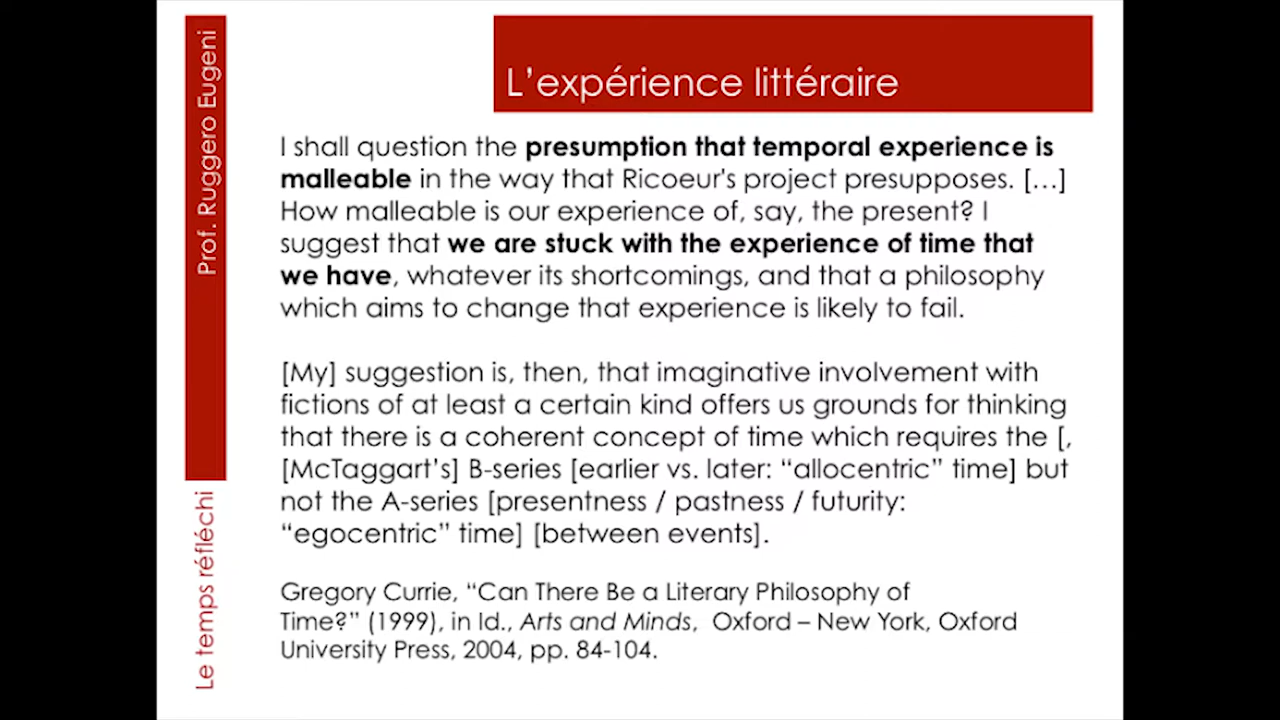 L'expérience littéraire
Prof. Ruggero Eugeni
Le temps réfléchi
I shall question the presumption that temporal experience is
malleable in the way that Ricoeur's project presupposes. […]
How malleable is our experience of, say, the present? I
suggest that we are stuck with the experience of time that
we have, whatever its shortcomings, and that a philosophy
which aims to change that experience is likely to fail.
[My] suggestion is, then, that imaginative involvement with
fictions of at least a certain kind offers us grounds for thinking
that there is a coherent concept of time which requires the [,
[McTaggart's] B-series [earlier vs. later: “allocentric” time] but
not the A-series [presentness / pastness / futurity:
“egocentric” time] [between events].
Gregory Currie, “Can There Be a Literary Philosophy of
Time?” (1999), in Id., Arts and Minds, Oxford – New York, Oxford
University Press, 2004, pp. 84-104.